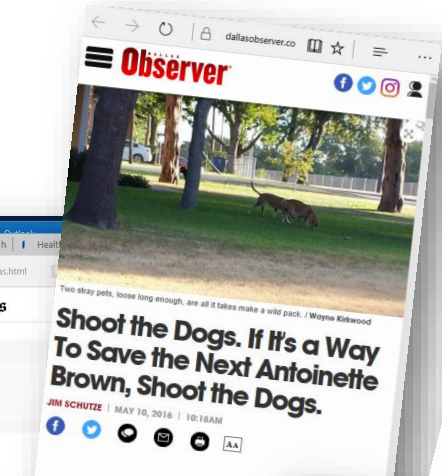 dallasobserver.co
DALLAS
Observer
Outlook
h
Healt
as.html
s
Two stray pets, loose long enough, are all it takes make a wild pack. / Wayne Kirkwood
Shoot the Dogs. If It's a Way
To Save the Next Antoinette
Brown, Shoot the Dogs.
JIM SCHUTZE | MAY 10, 2016 | 10:18AM
AA